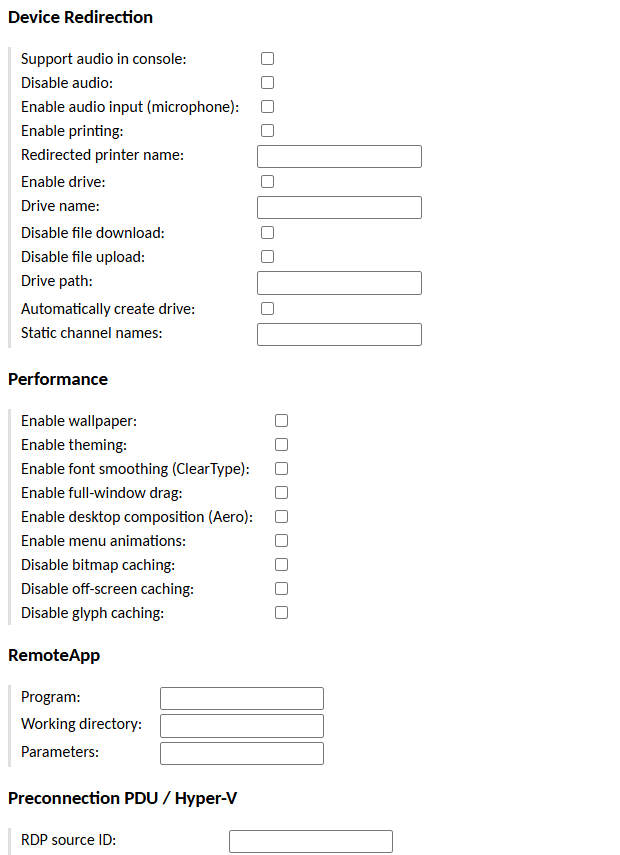 Device Redirection
Support audio in console:
Disable audio:
Enable audio input (microphone):
Enable printing:
Redirected printer name:
Enable drive:
Drive name:
Disable file download:
Disable file upload:
Drive path:
Automatically create drive:
Static channel names:
Performance
Enable wallpaper:
Enable theming:
Enable font smoothing (ClearType):
Enable full-window drag:
Enable desktop composition (Aero):
Enable menu animations:
Disable bitmap caching:
Disable off-screen caching:
Disable glyph caching:
RemoteApp
Program:
Working directory:
Parameters:
Preconnection PDU / Hyper-V
RDP source ID: